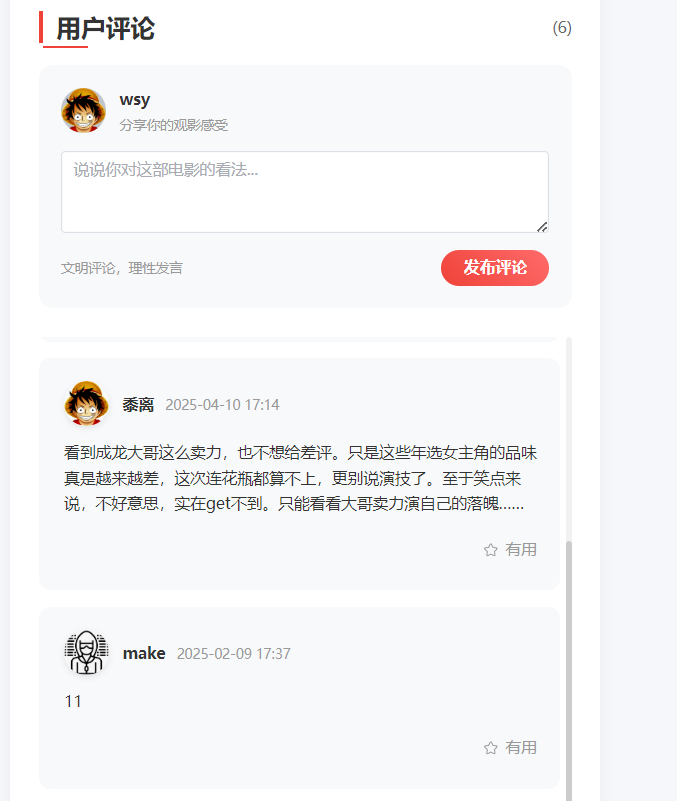 用户评论
(6)
wsy
分享你的观影感受
说说你对这部电影的看法...
文明评论，理性发言
发布评论
黍离 2025-04-10 17:14
看到成龙大哥这么卖力，也不想给差评。只是这些年选女主角的品味
真是越来越差，这次连花瓶都算不上，更别说演技了。至于笑点来
说，不好意思，实在get不到。只能看看大哥卖力演自己的落魄……
有用
make 2025-02-09 17:37
11
有用